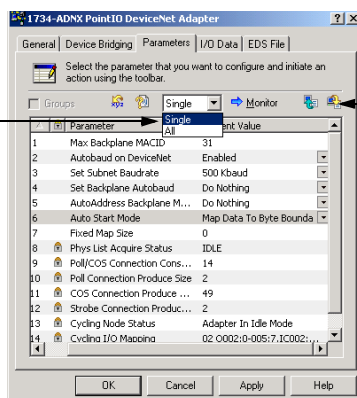 1734-ADNX PointIO DeviceNet Adapter ? x
General Device Bridging Parameters I/O Data EDS File
Select the parameter that you want to configure and initiate an
action using the toolbar.
Groups Single Monitor
Single
All
Parameter ent Value
1 Max Backplane MACID 31
2 Autobaud on DeviceNet Enabled
3 Set Subnet Baudrate 500 Kbaud
4 Set Backplane Autobaud Do Nothing
5 AutoAddress Backplane M... Do Nothing
6 Auto Start Mode Map Data To Byte Bounda
7 Fixed Map Size 0
8 Phys List Acquire Status IDLE
9 Poll/COS Connection Cons... 14
10 Poll Connection Produce Size 2
11 COS Connection Produce ... 49
12 Strobe Connection Produc... 2
13 Cycling Node Status Adapter In Idle Mode
14 Cycling I/O Mapping 02 O002:0-005:7.IC002:...
OK Cancel Apply Help